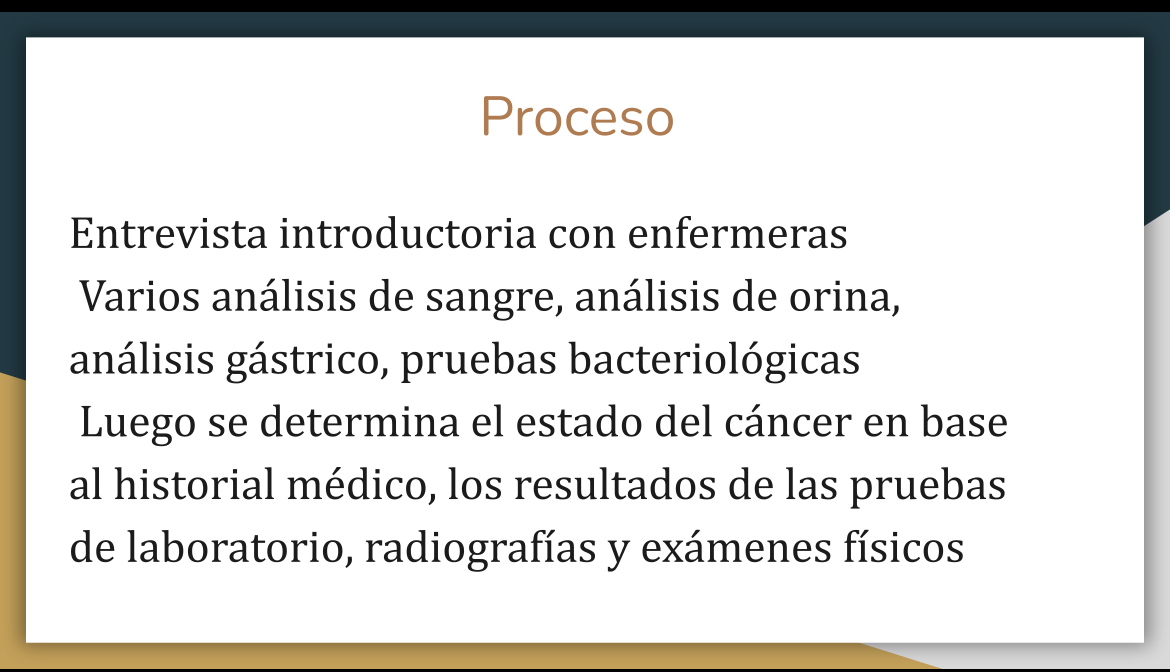 Proceso
Entrevista introductoria con enfermeras
Varios análisis de sangre, análisis de orina,
análisis gástrico, pruebas bacteriológicas
Luego se determina el estado del cáncer en base
al historial médico, los resultados de las pruebas
de laboratorio, radiografías y exámenes físicos